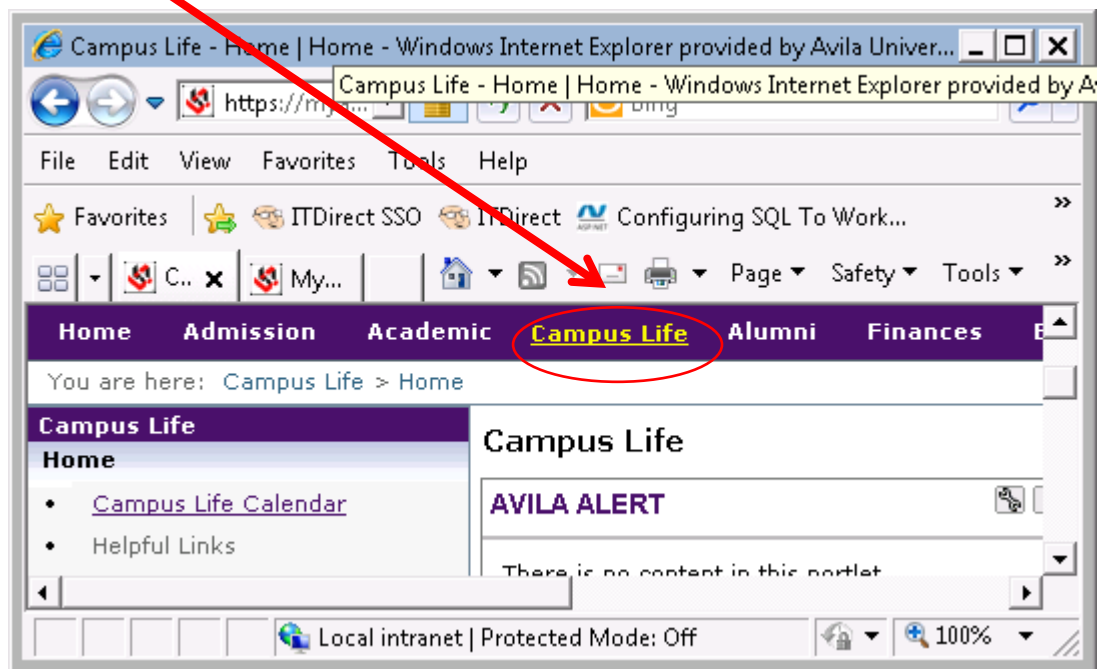 Campus Life - Home | Home - Windows Internet Explorer provided by Avila Univer...
Campus Life - Home | Home - Windows Internet Explorer provided by
https://my
Bing
File Edit View Favorites Tools Help
Favorites ITDirect SSO ITDirect Configuring SQL To Work... »
C.. My... Page Safety Tools »
Home Admission Academic Campus Life Alumni Finances
You are here: Campus Life > Home
Campus Life
Home
• Campus Life Calendar
• Helpful Links
Campus Life
AVILA ALERT
There is no content in this portlet
Local intranet | Protected Mode: Off 100%